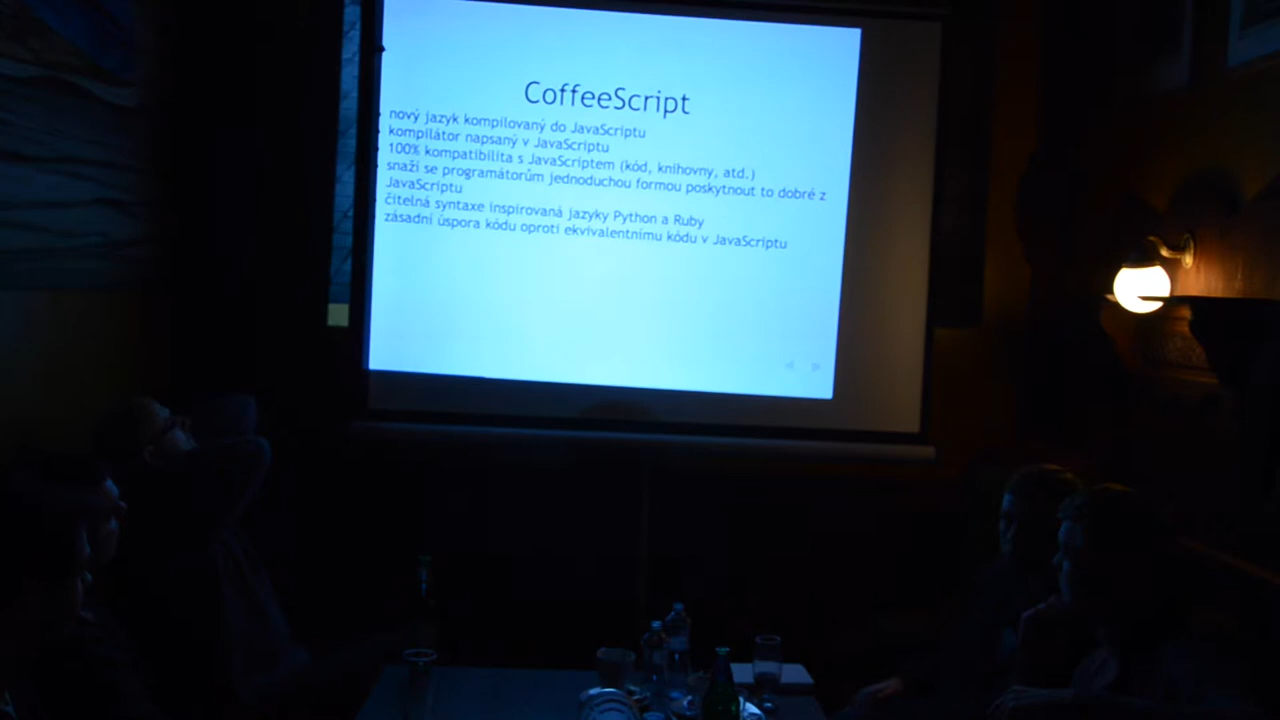 CoffeeScript
nový jazyk kompilovaný do JavaScriptu
kompilátor napsaný v JavaScriptu
100% kompatibilita s JavaScriptem (kód, knihovny, atd.)
snaží se programátorům jednoduchou formou poskytnout to dobré z
JavaScriptu
čitelná syntaxe inspirovaná jazyky Python a Ruby
zásadní úspora kódu oproti ekvivalentnímu kódu v JavaScriptu